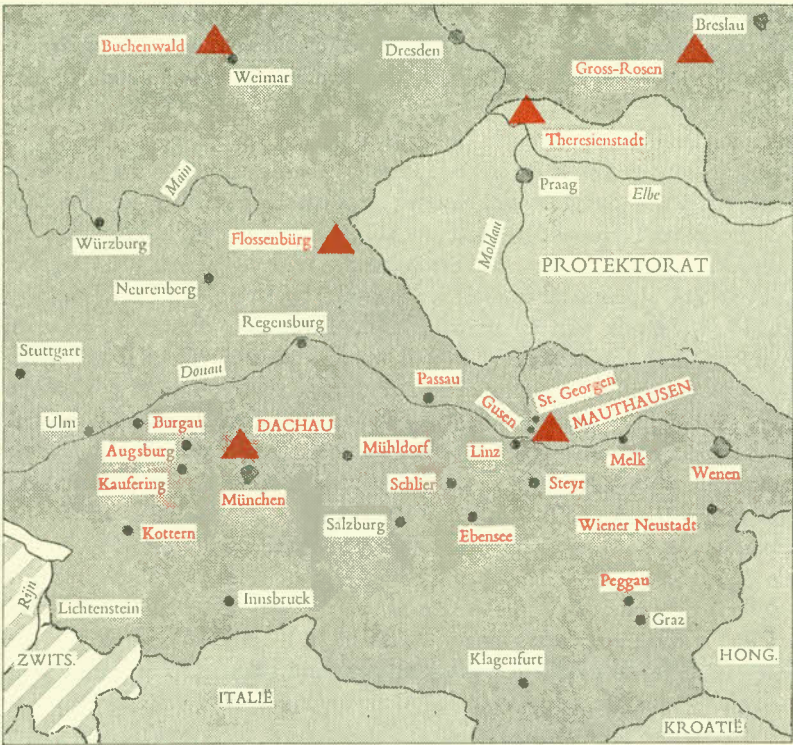 Breslau
Buchenwald
Dresden
Weimar
Gross-Rosen
Theresienstadt
Main
Praag
Elbe
Würzburg
Flossenbürg
Moldau
PROTEKTORAT
Neurenberg
Regensburg
Stuttgart
Douau
Passau
St. Georgen
Gusen
MAUTHAUSEN
Ulm
Burgau
DACHAU
Augsburg
Mühldorf
Linz
Melk
Wenen
Kaufering
München
Schlier
Steyr
Salzburg
Ebensee
Wiener Neustadt
Kottern
Rijn
Lichtenstein
Innsbruck
Peggau
Graz
ZWITS.
Klagenfurt
HONG.
ITALIË
KROATIË